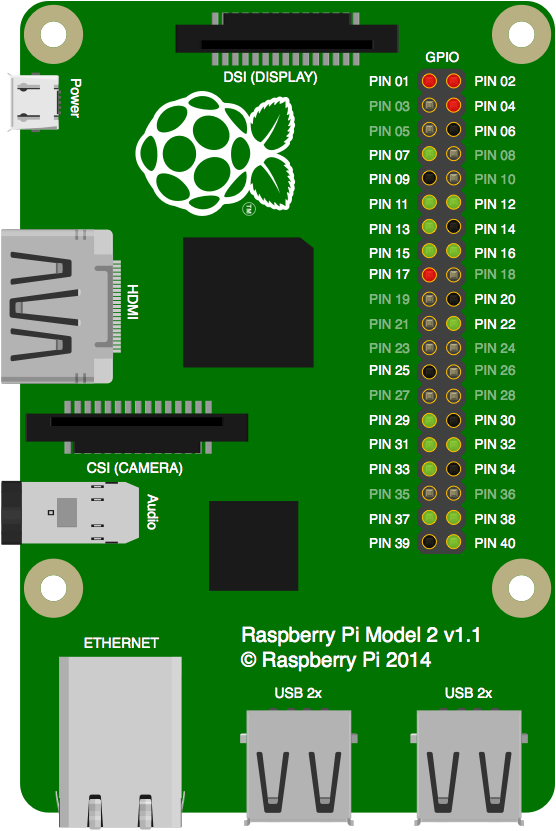 GPIO
DSI (DISPLAY)
Power
PIN 01 PIN 02
PIN 03 PIN 04
PIN 05 PIN 06
PIN 07 PIN 08
PIN 09 PIN 10
PIN 11 PIN 12
TM
PIN 13 PIN 14
PIN 15 PIN 16
PIN 17 PIN 18
HDMI
PIN 19 PIN 20
PIN 21 PIN 22
PIN 23 PIN 24
PIN 25 PIN 26
PIN 27 PIN 28
PIN 29 PIN 30
PIN 31 PIN 32
CSI (CAMERA)
PIN 33 PIN 34
PIN 35 PIN 36
Audio
PIN 37 PIN 38
PIN 39 PIN 40
Raspberry Pi Model 2 v1.1
© Raspberry Pi 2014
ETHERNET
USB 2x
USB 2x